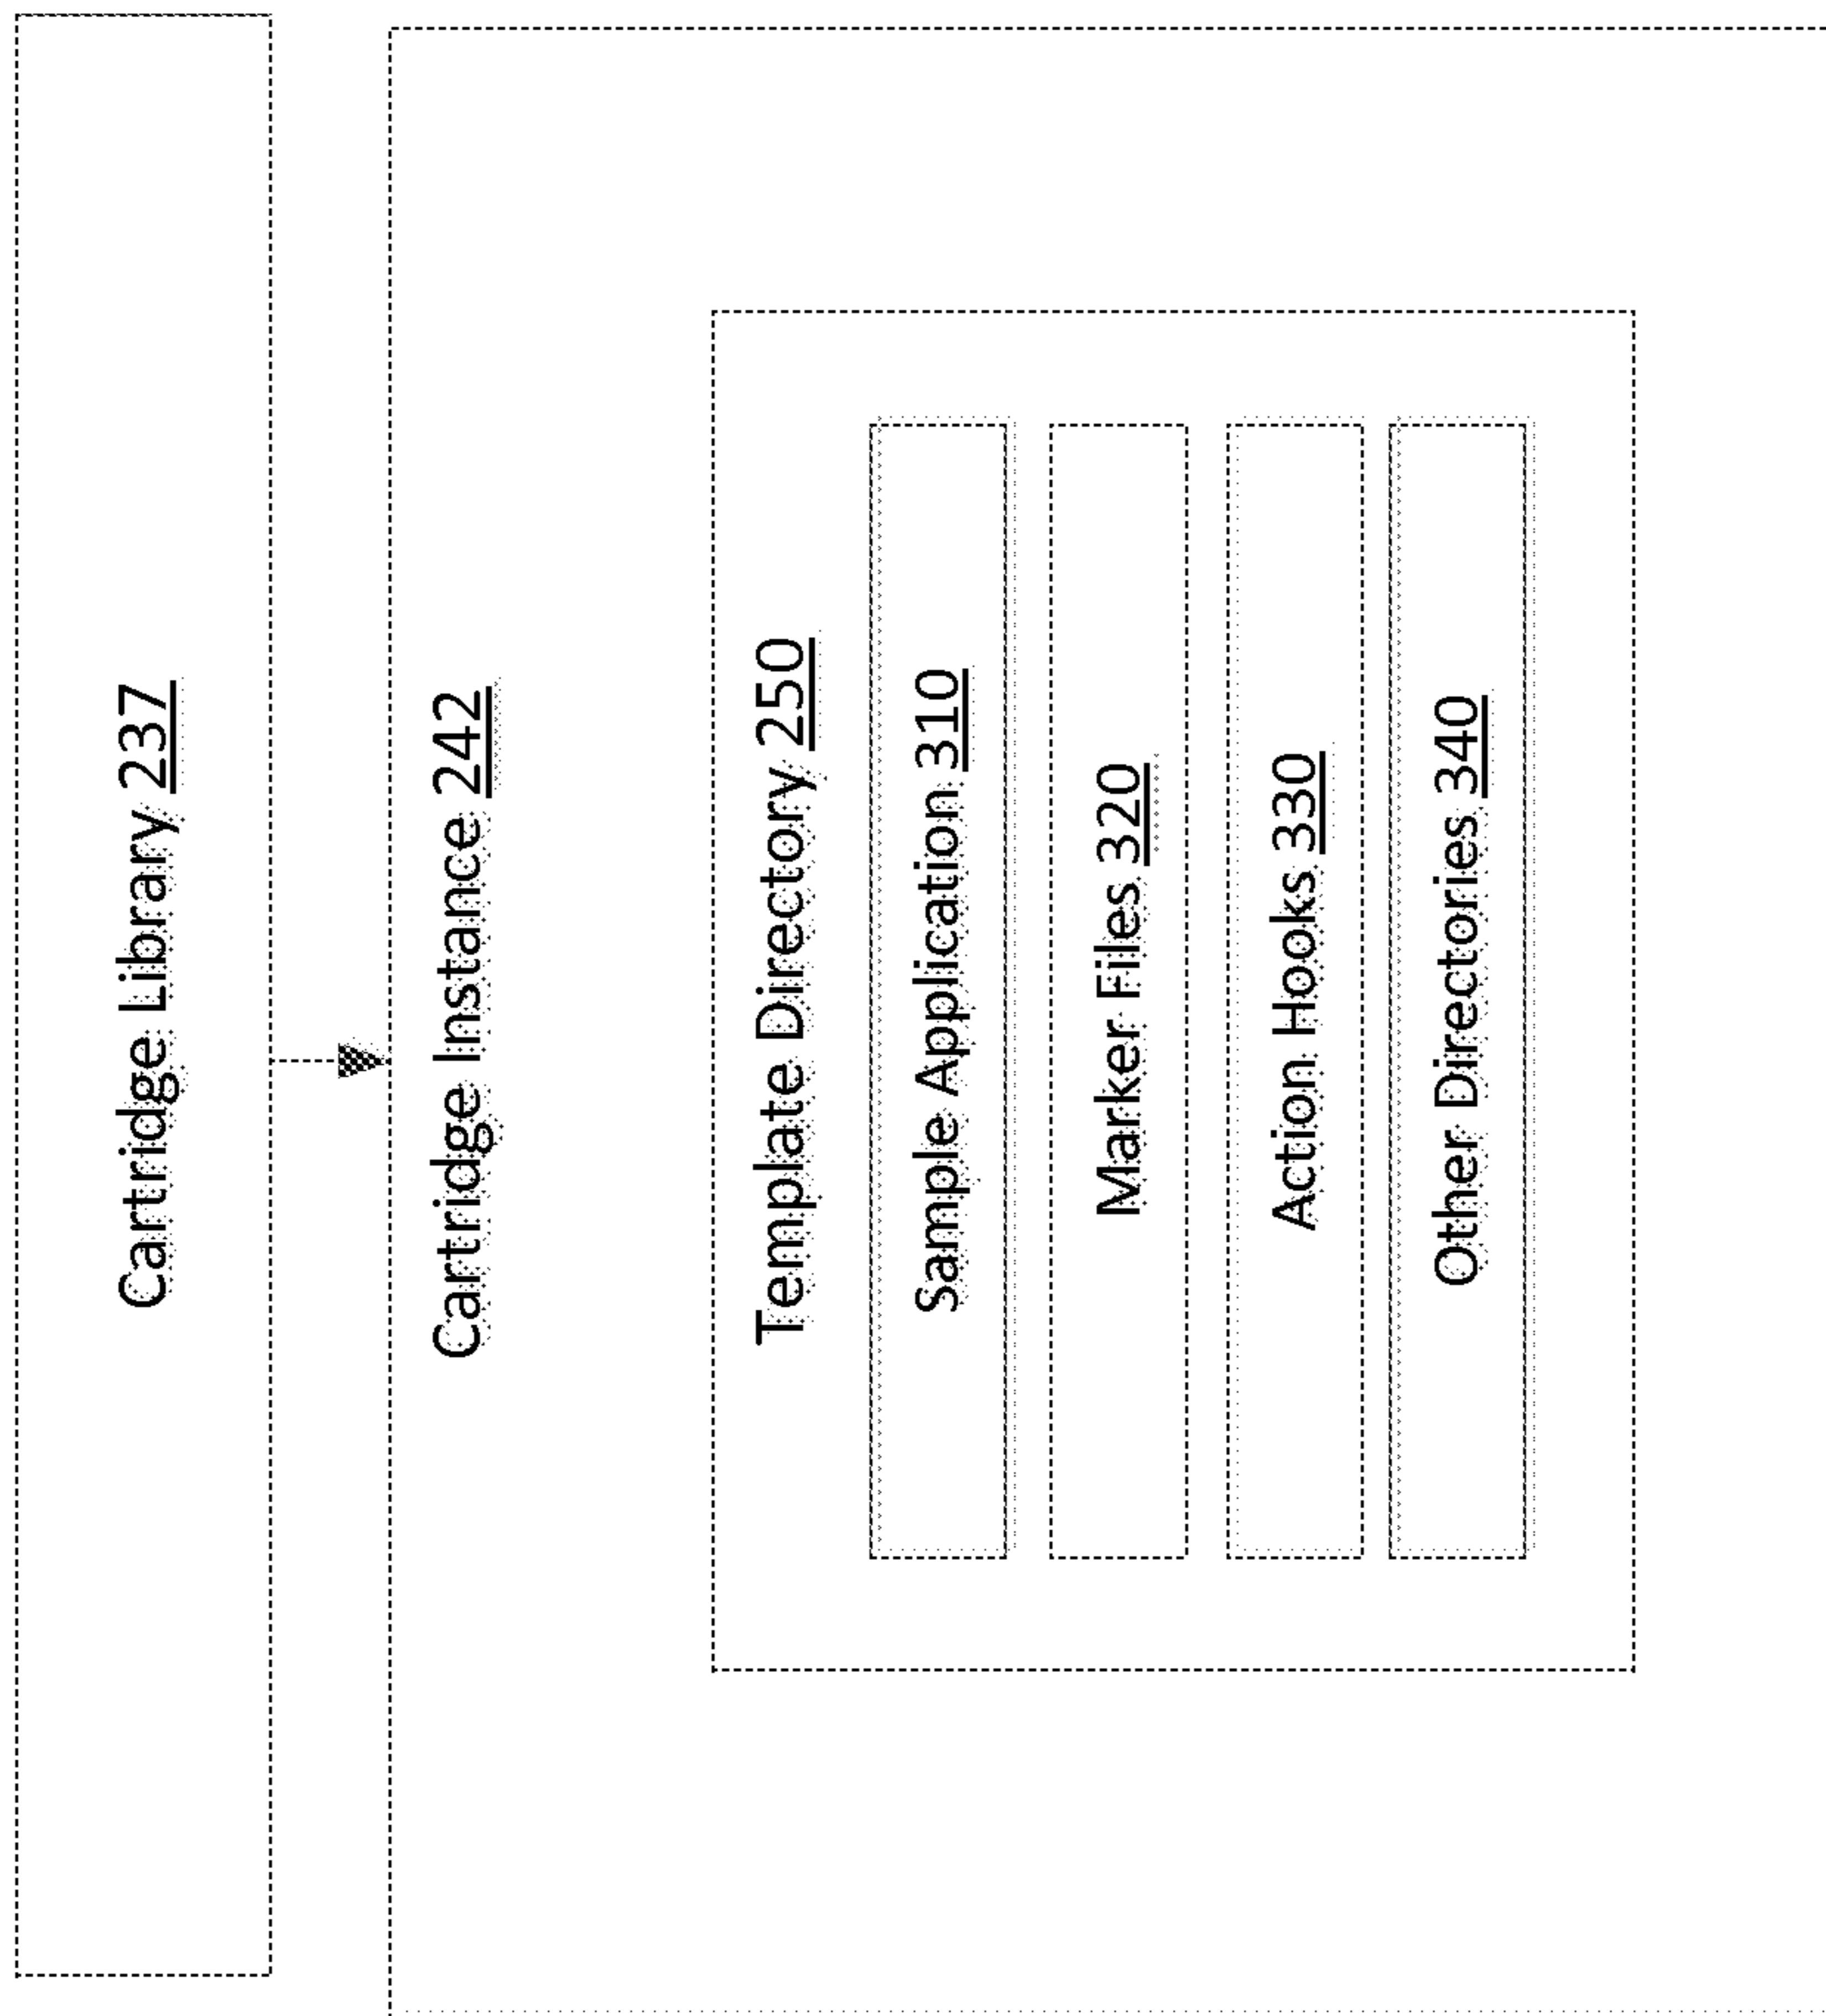 Cartridge Library 237
Cartridge Instance 242
Template Directory 250
Sample Application 310
Marker Files 320
Action Hooks 330
Other Directories 340